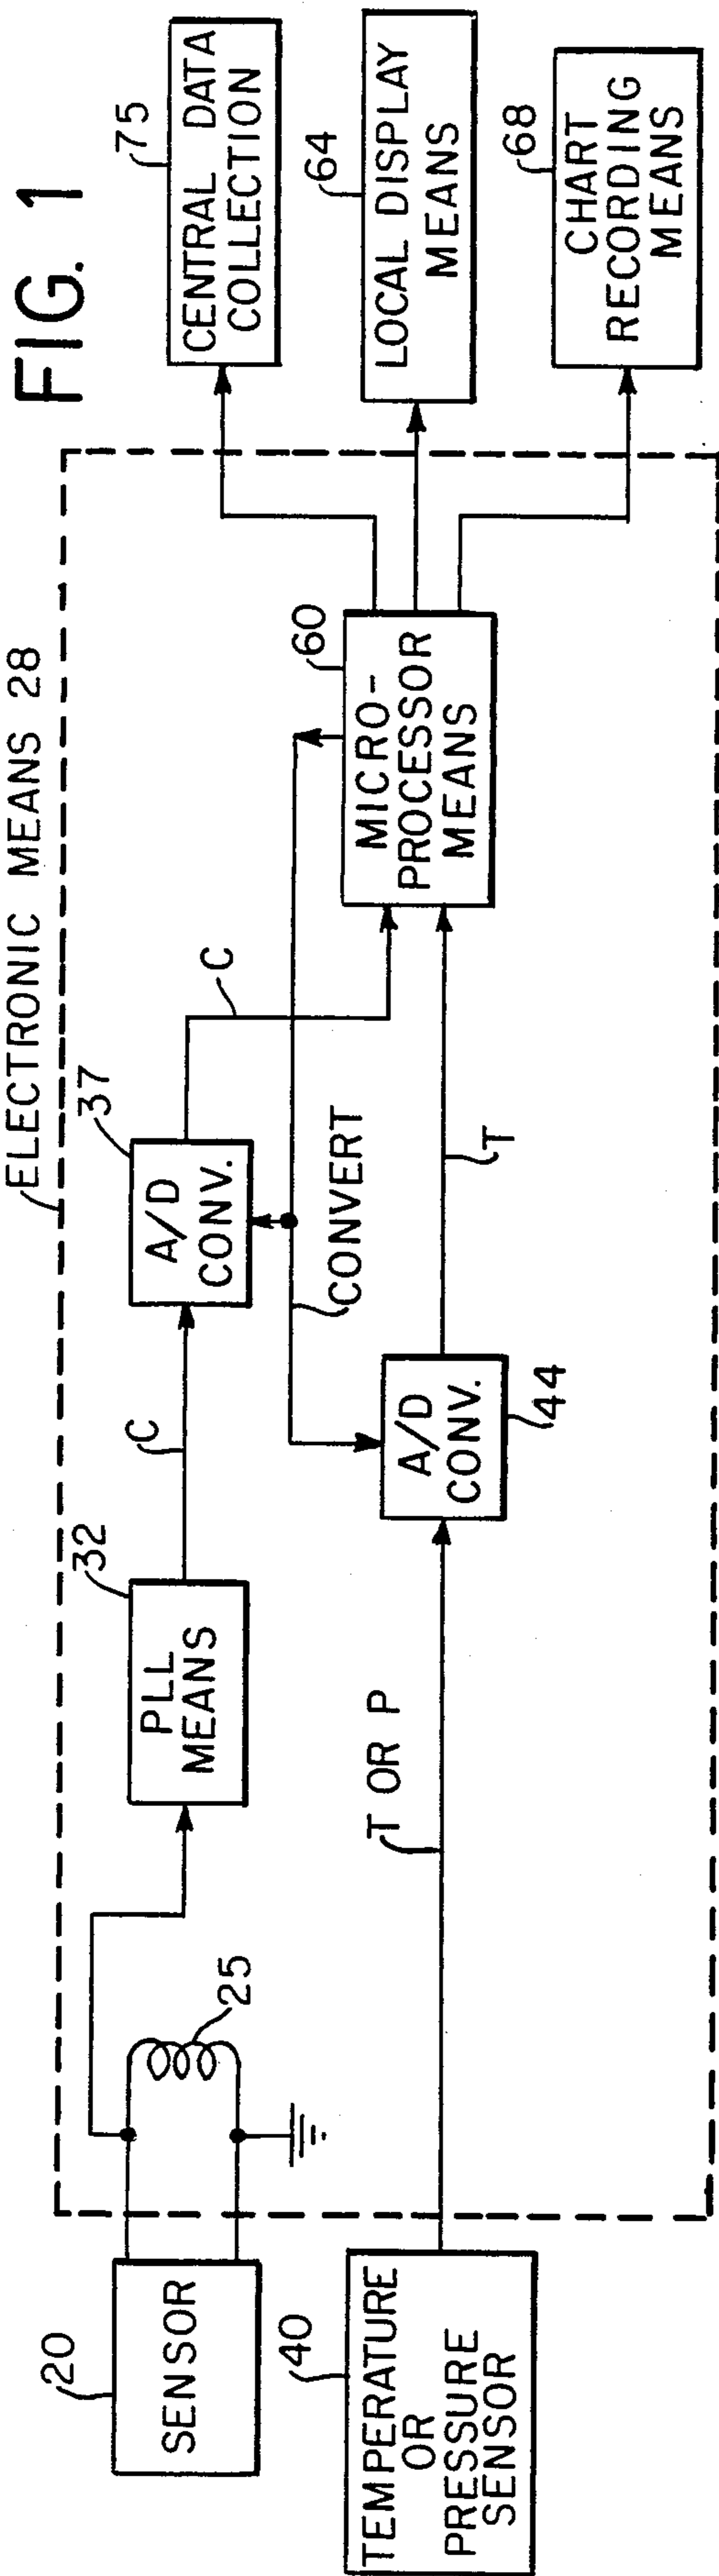 FIG. 1
ELECTRONIC MEANS 28
20
SENSOR
25
32
PLL
MEANS
C
37
A/D
CONV.
C
CONVERT
40
TEMPERATURE
OR
PRESSURE
SENSOR
T OR P
A/D
CONV.
44
T
60
MICRO-
PROCESSOR
MEANS
75
CENTRAL DATA
COLLECTION
64
LOCAL DISPLAY
MEANS
68
CHART
RECORDING
MEANS